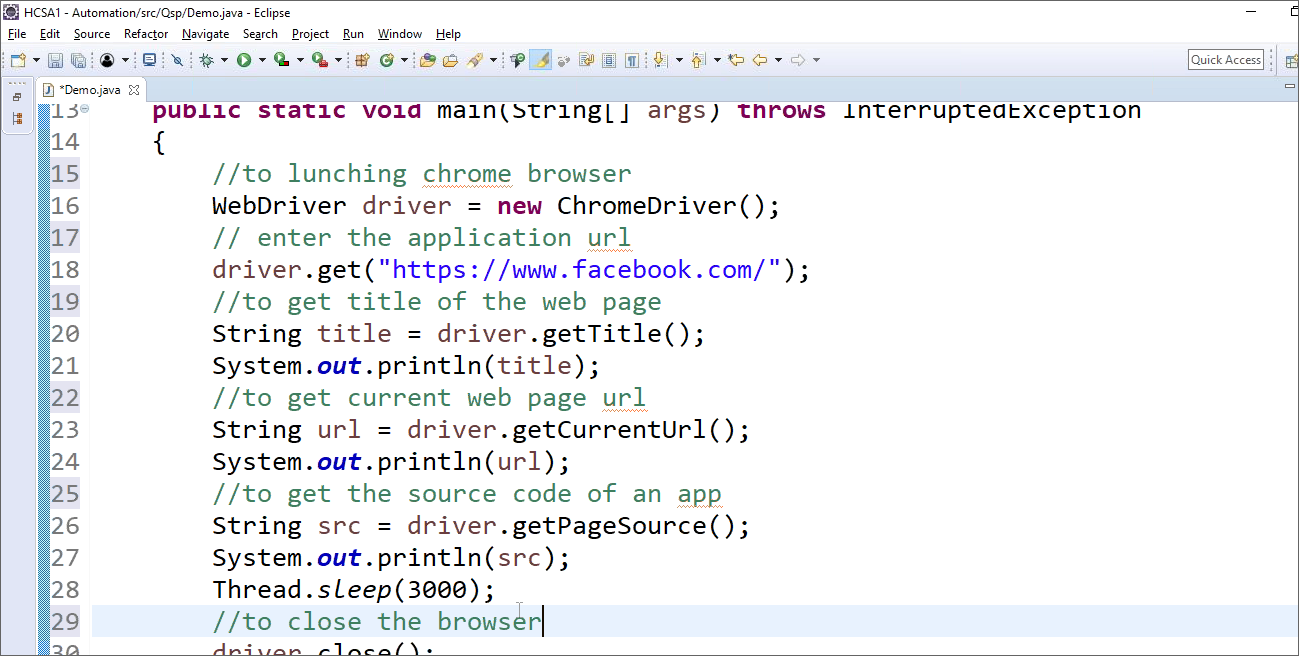 HCSA1 - Automation/src/Qsp/Demo.java - Eclipse
File Edit Source Refactor Navigate Search Project Run Window Help
Quick Access
*Demo.java
13 public static void main(String[] args) throws InterruptedException
14 {
15 //to lunching chrome browser
16 WebDriver driver = new ChromeDriver();
17 // enter the application url
18 driver.get("https://www.facebook.com/");
19 //to get title of the web page
20 String title = driver.getTitle();
21 System.out.println(title);
22 //to get current web page url
23 String url = driver.getCurrentUrl();
24 System.out.println(url);
25 //to get the source code of an app
26 String src = driver.getPageSource();
27 System.out.println(src);
28 Thread.sleep(3000);
29 //to close the browser
30 driver.close();